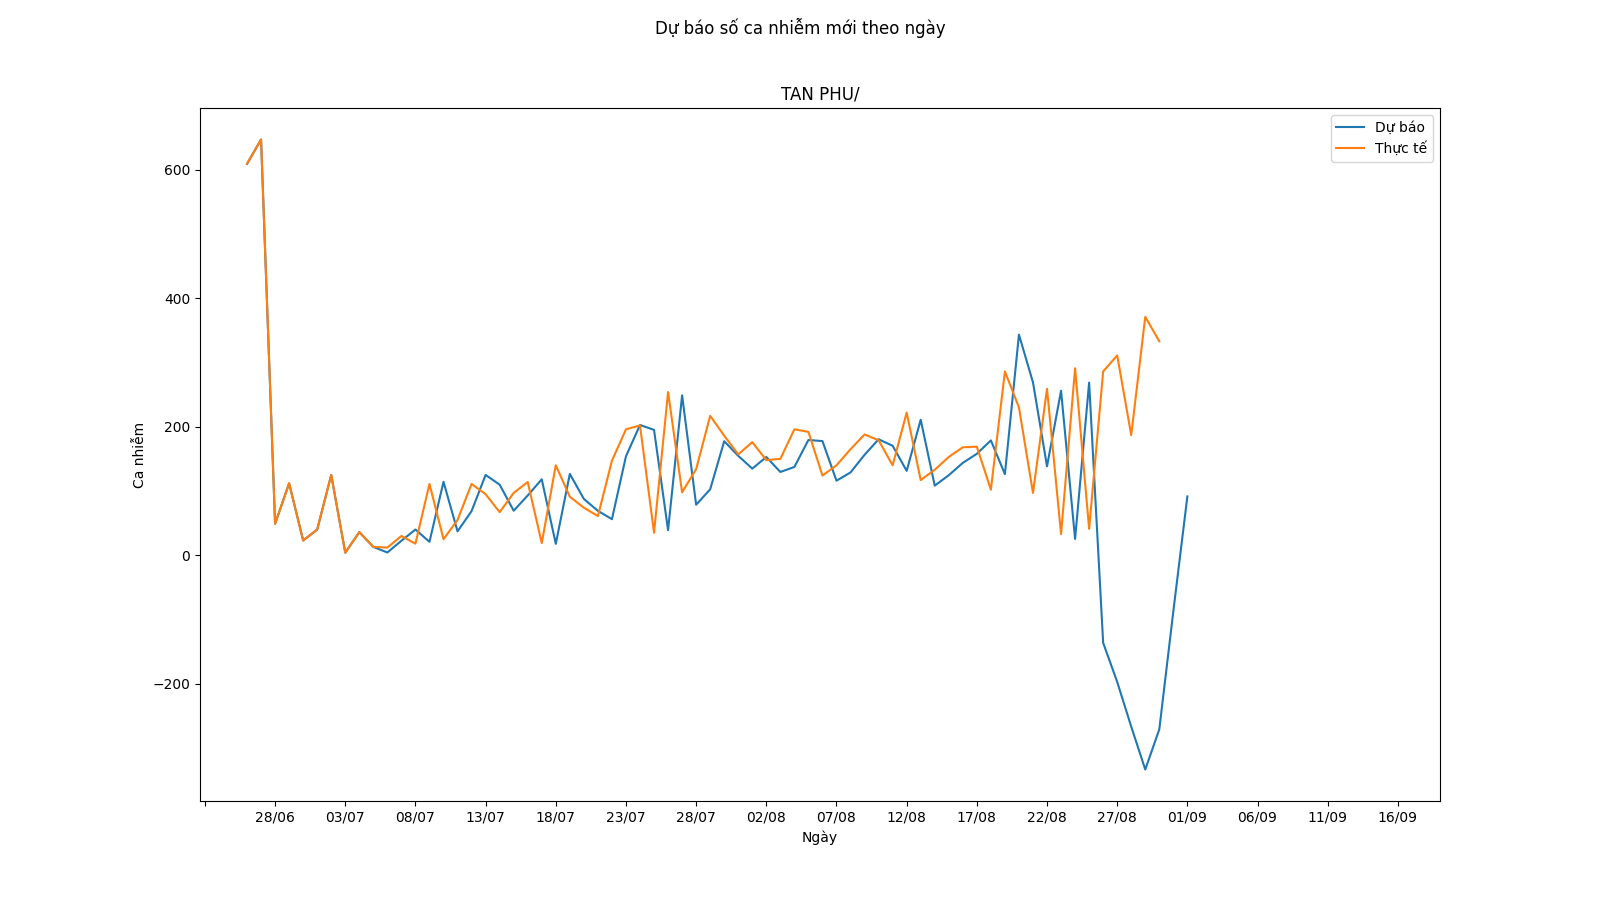 Dự báo số ca nhiễm mới theo ngày
TAN PHU/
Dự báo
Thực tế
600
400
200
0
−200
Ca nhiễm
28/06 03/07 08/07 13/07 18/07 23/07 28/07 02/08 07/08 12/08 17/08 22/08 27/08 01/09 06/09 11/09 16/09
Ngày